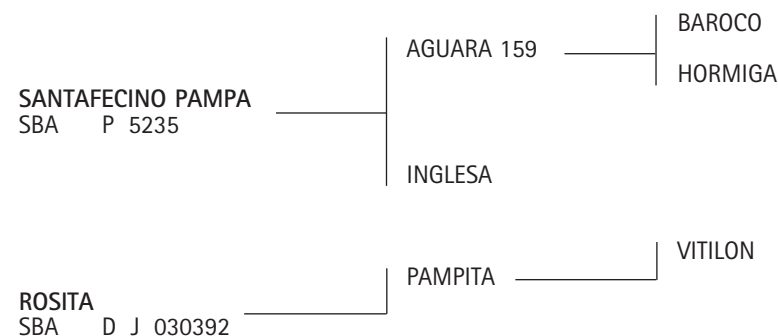 BAROCO
AGUARA 159
HORMIGA
SANTAFECINO PAMPA
SBA P 5235
INGLESA
VITILON
PAMPITA
ROSITA
SBA D J 030392